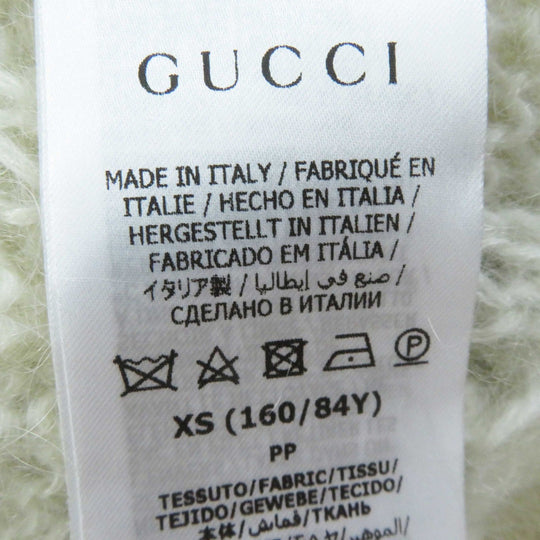 GUCCI
MADE IN ITALY / FABRIQUÉ EN
ITALIE / HECHO EN ITALIA /
HERGESTELLT IN ITALIEN /
FABRICADO EM ITÁLIA /
イタリア製 / صنع في إيطاليا /
СДЕЛАНО В ИТАЛИИ
P
XS (160/84Y)
PP
TESSUTO/FABRIC/TISSU/
TEJIDO/GEWEBE/TECIDO/
本体/قماش/ТКАНЬ